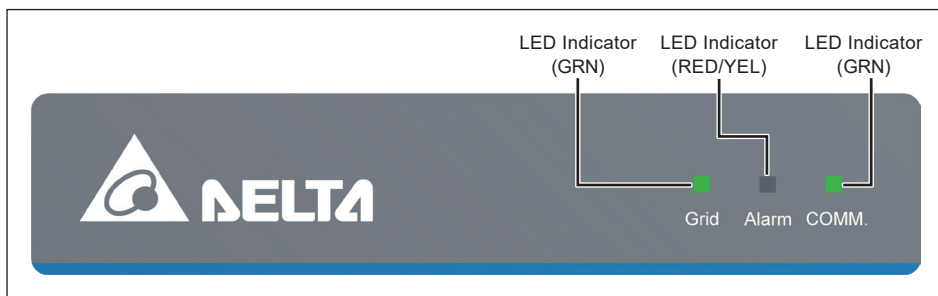 LED Indicator
(GRN)
LED Indicator
(RED/YEL)
LED Indicator
(GRN)
DELTA
Grid Alarm COMM.